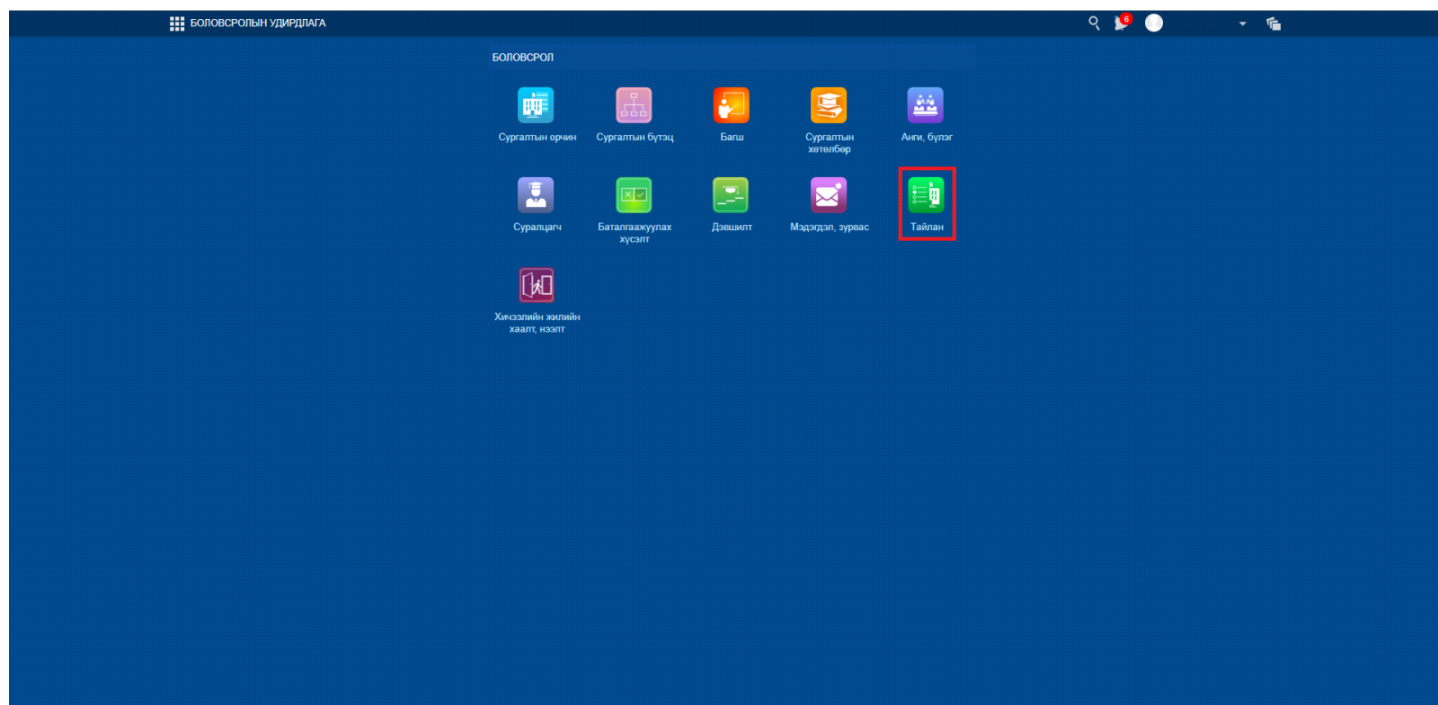 БОЛОВСРОЛЫН УДИРДЛАГА
6
БОЛОВСРОЛ
Сургалтын орчин
Сургалтын бүтэц
Багш
Сургалтын
хөтөлбөр
Анги, бүлэг
Суралцагч
Баталгаажуулах
хүсэлт
Дэвшилт
Мэдэгдэл, зурвас
Тайлан
Хичээлийн жилийн
хаалт, нээлт